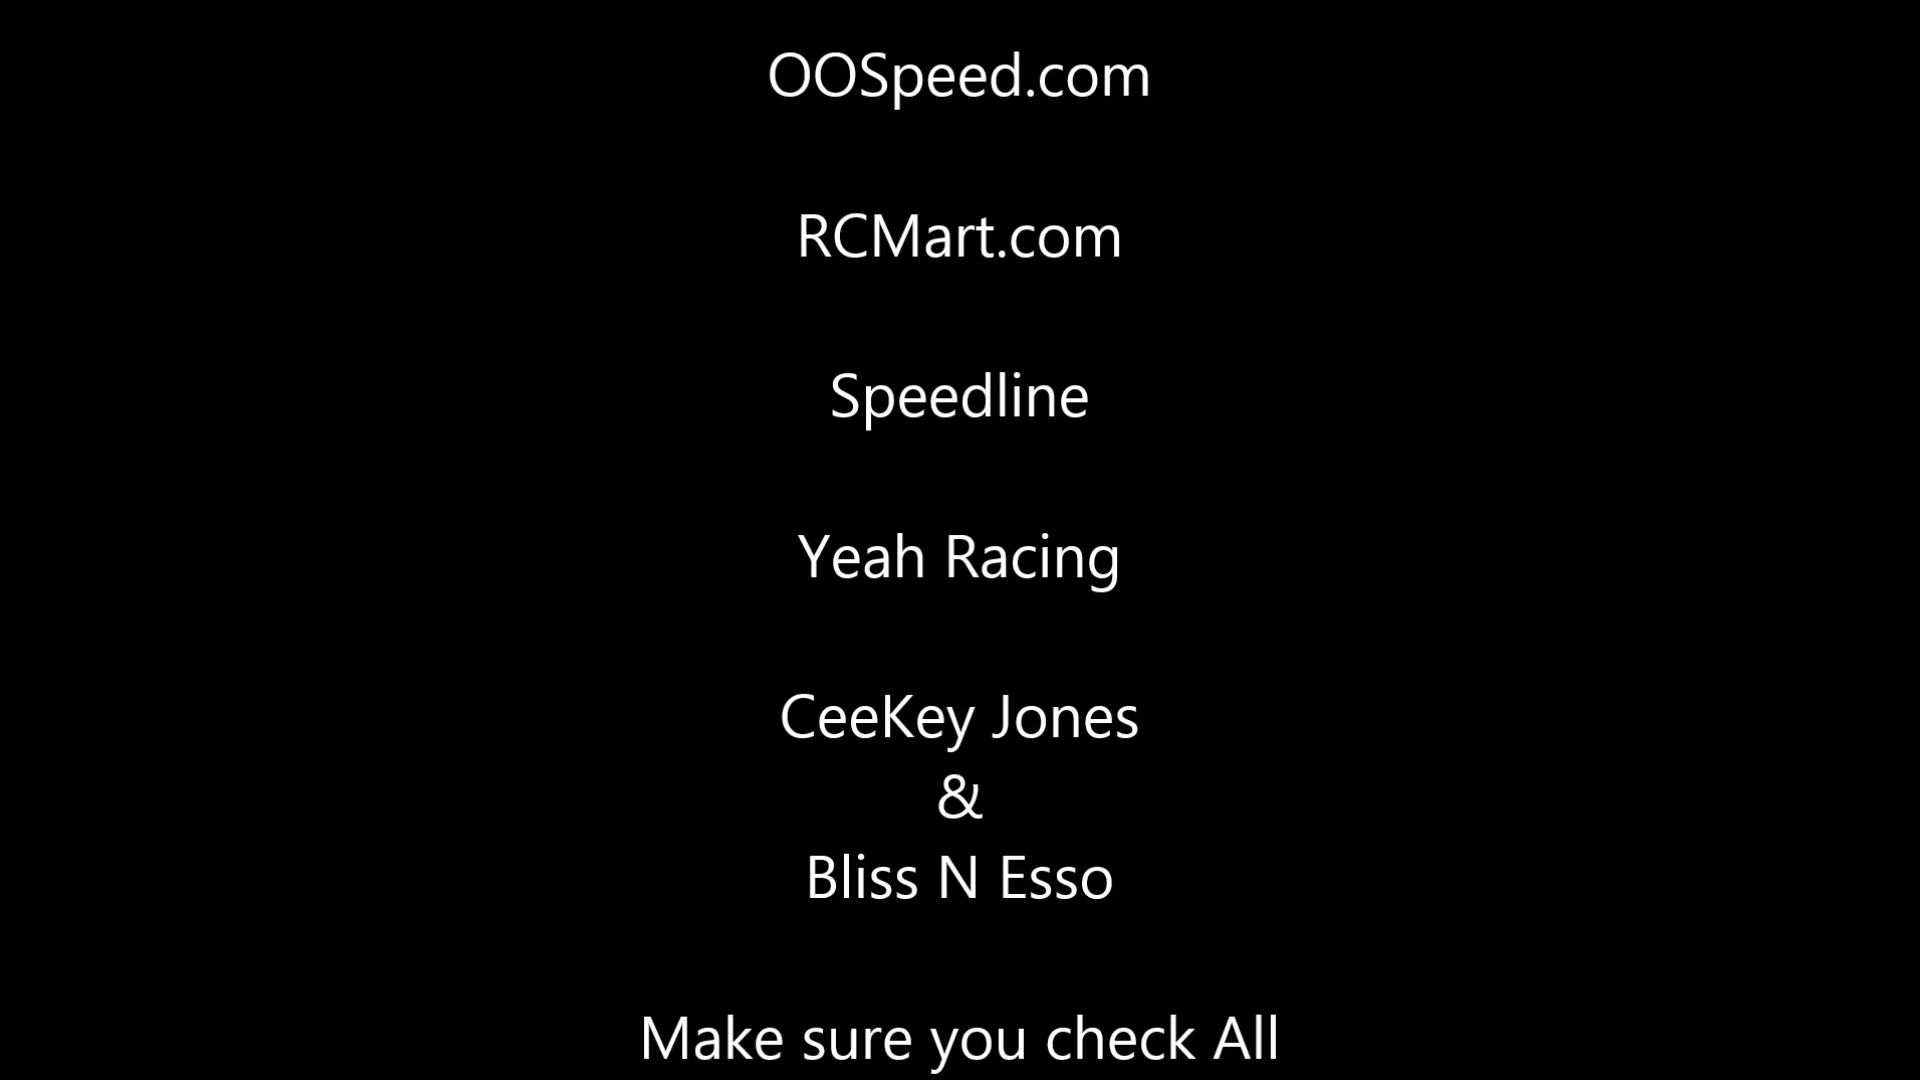 OOSpeed.com
RCMart.com
Speedline
Yeah Racing
CeeKey Jones
&
Bliss N Esso
Make sure you check All